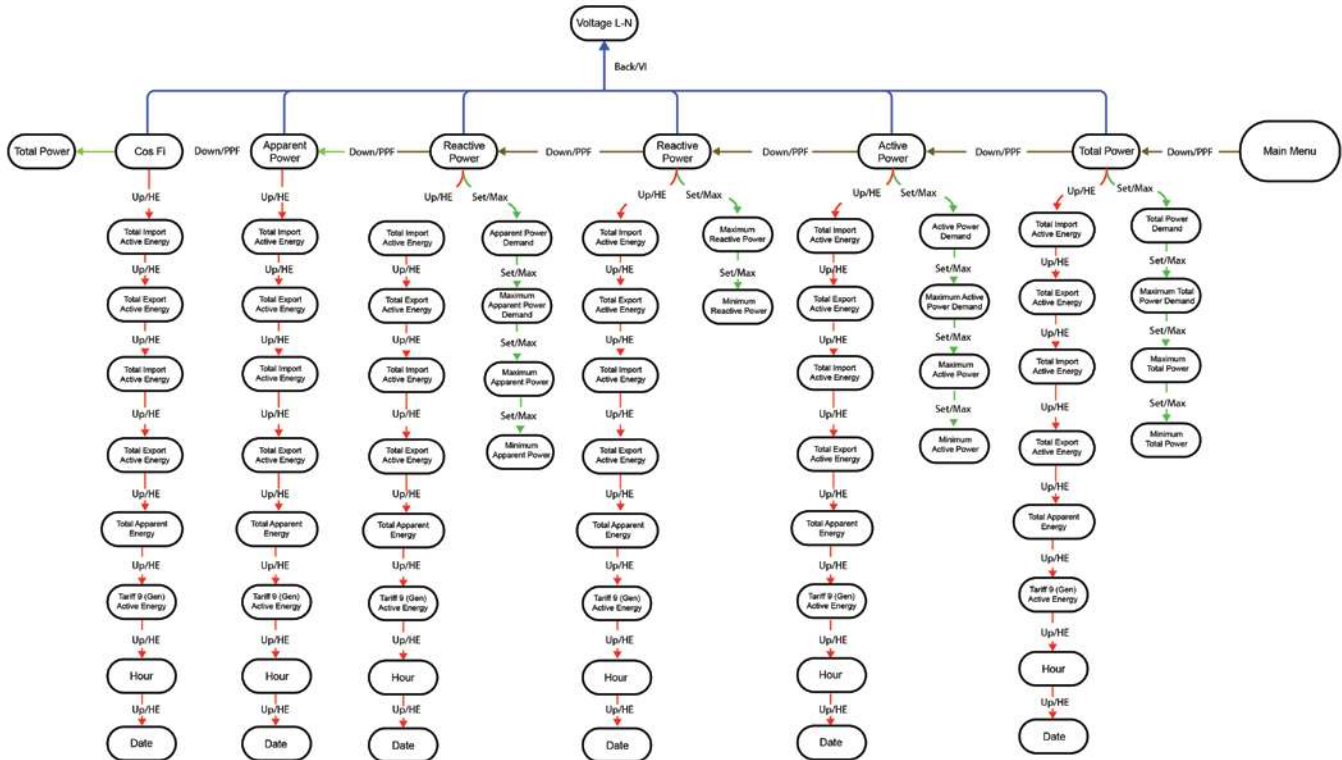 Voltage L-N
Back/VI
Total Power
Cos Fi
Down/PPF
Apparent
Power
Down/PPF
Reactive
Power
Down/PPF
Reactive
Power
Down/PPF
Active
Power
Down/PPF
Total Power
Down/PPF
Main Menu
Up/HE
Total Import
Active Energy
Up/HE
Total Export
Active Energy
Up/HE
Total Import
Active Energy
Up/HE
Total Export
Active Energy
Up/HE
Total Apparent
Energy
Up/HE
Tariff 9 (Gen)
Active Energy
Up/HE
Hour
Up/HE
Date
Up/HE
Total Import
Active Energy
Up/HE
Total Export
Active Energy
Up/HE
Total Import
Active Energy
Up/HE
Total Export
Active Energy
Up/HE
Total Apparent
Energy
Up/HE
Tariff 9 (Gen)
Active Energy
Up/HE
Hour
Up/HE
Date
Up/HE
Total Import
Active Energy
Up/HE
Total Export
Active Energy
Up/HE
Total Import
Active Energy
Up/HE
Total Export
Active Energy
Up/HE
Total Apparent
Energy
Up/HE
Tariff 9 (Gen)
Active Energy
Up/HE
Hour
Up/HE
Date
Set/Max
Apparent Power
Demand
Set/Max
Maximum
Apparent Power
Demand
Set/Max
Maximum
Apparent Power
Set/Max
Minimum
Apparent Power
Up/HE
Total Import
Active Energy
Up/HE
Total Export
Active Energy
Up/HE
Total Import
Active Energy
Up/HE
Total Export
Active Energy
Up/HE
Total Apparent
Energy
Up/HE
Tariff 9 (Gen)
Active Energy
Up/HE
Hour
Up/HE
Date
Set/Max
Maximum
Reactive Power
Set/Max
Minimum
Reactive Power
Up/HE
Total Import
Active Energy
Up/HE
Total Export
Active Energy
Up/HE
Total Import
Active Energy
Up/HE
Total Export
Active Energy
Up/HE
Total Apparent
Energy
Up/HE
Tariff 9 (Gen)
Active Energy
Up/HE
Hour
Up/HE
Date
Set/Max
Active Power
Demand
Set/Max
Maximum Active
Power Demand
Set/Max
Maximum
Active Power
Set/Max
Minimum
Active Power
Up/HE
Total Import
Active Energy
Up/HE
Total Export
Active Energy
Up/HE
Total Import
Active Energy
Up/HE
Total Export
Active Energy
Up/HE
Total Apparent
Energy
Up/HE
Tariff 9 (Gen)
Active Energy
Up/HE
Hour
Up/HE
Date
Set/Max
Total Power
Demand
Set/Max
Maximum Total
Power Demand
Set/Max
Maximum
Total Power
Set/Max
Minimum
Total Power